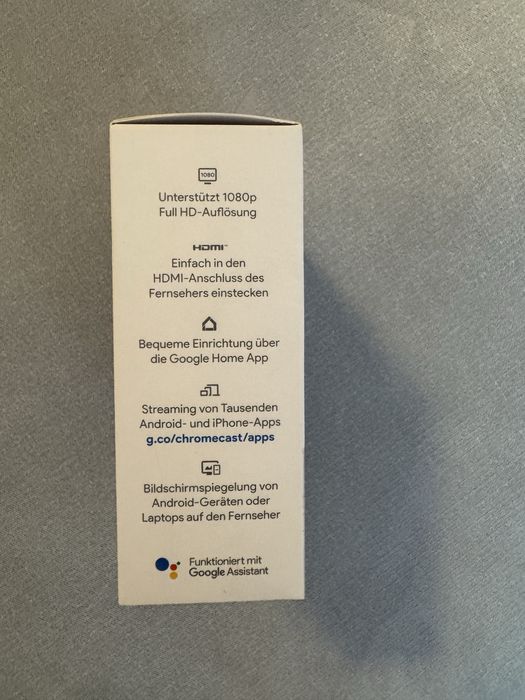 1080
Unterstützt 1080p
Full HD-Auflösung
HDMI™
Einfach in den
HDMI-Anschluss des
Fernsehers einstecken
Bequeme Einrichtung über
die Google Home App
Streaming von Tausenden
Android- und iPhone-Apps
g.co/chromecast/apps
Bildschirmspiegelung von
Android-Geräten oder
Laptops auf den Fernseher
Funktioniert mit
Google Assistant